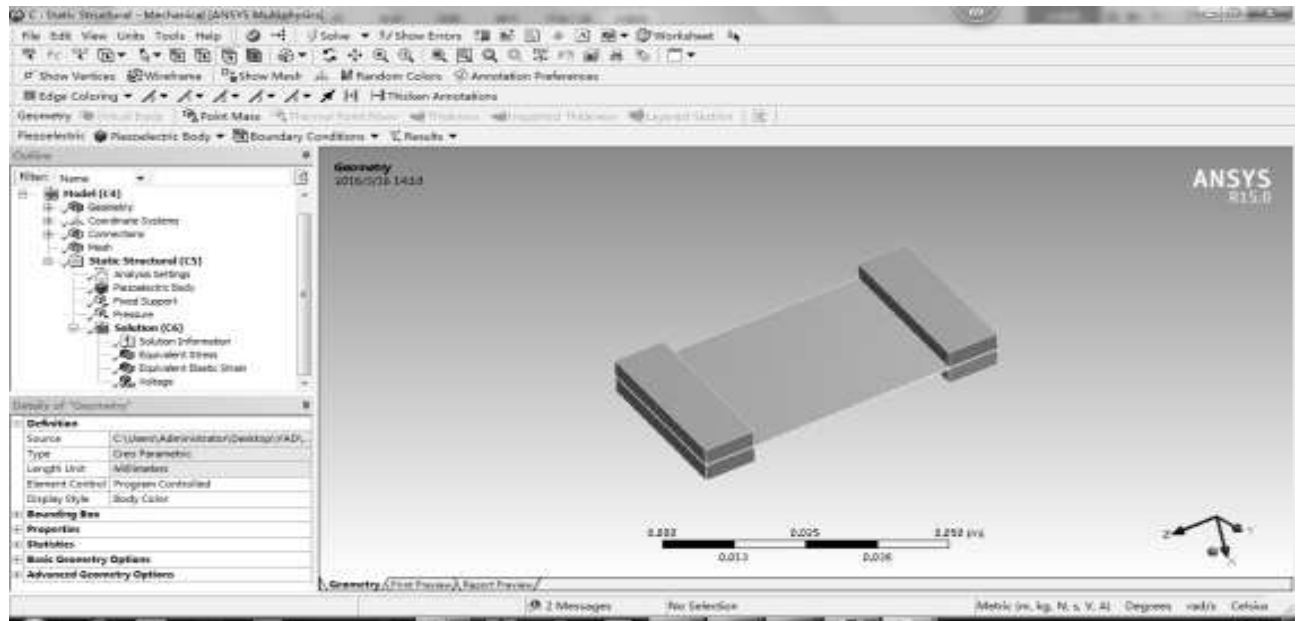 C : Static Structural - Mechanical [ANSYS Multiphysics]
File Edit View Units Tools Help Solve ?/Show Errors Worksheet
Show Vertices Wireframe Show Mesh Random Colors Annotation Preferences
Edge Coloring Thicken Annotations
Geometry Point Mass
Piezoelectric Piezoelectric Body Boundary Conditions Results
Outline
Filter: Name
Model (C4)
Geometry
Coordinate Systems
Connections
Mesh
Static Structural (C5)
Analysis Settings
Piezoelectric Body
Fixed Support
Pressure
Solution (C6)
Solution Information
Equivalent Stress
Equivalent Elastic Strain
Voltage
Details of "Geometry"
Definition
Source C:\Users\Administrator\Desktop\
Type Creo Parametric
Length Unit Millimeters
Element Control Program Controlled
Display Style Body Color
Bounding Box
Properties
Statistics
Basic Geometry Options
Advanced Geometry Options
Geometry
ANSYS
R15.0
0.000 0.025 0.050 (m)
0.013 0.038
Z Y
X
Geometry Print Preview Report Preview
2 Messages No Selection Metric (m, kg, N, s, V, A) Degrees rad/s Celsius